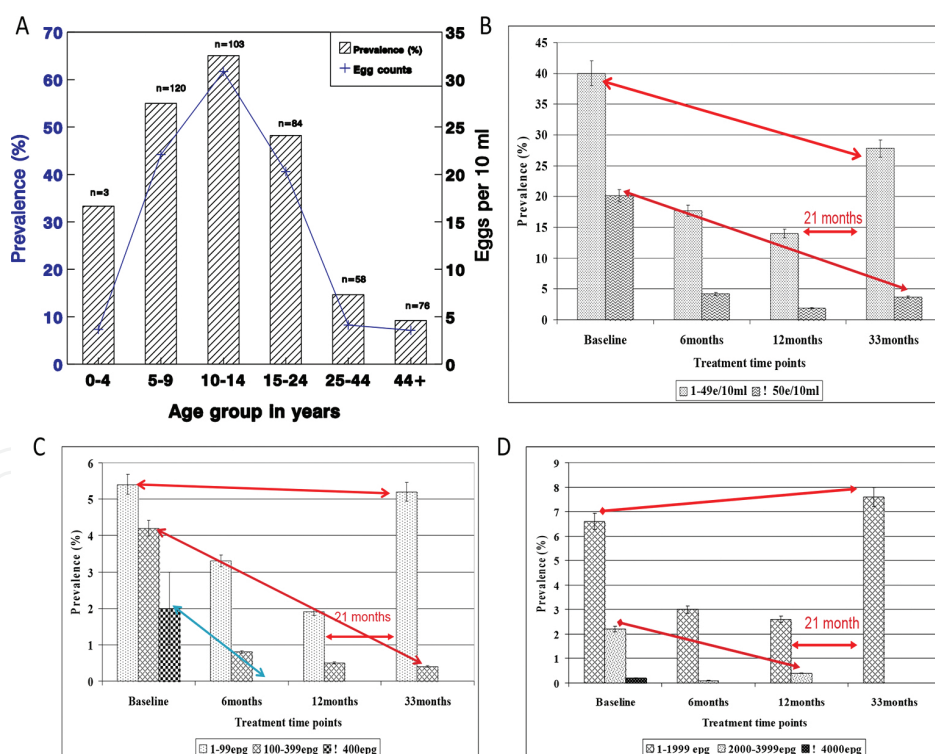 A
70
60
50
40
30
20
10
0
Prevalence (%)
n=3
n=120
n=103
n=84
n=58
n=76
Prevalence (%)
Egg counts
35
30
25
20
15
10
5
0
Eggs per 10 ml
0-4 5-9 10-14 15-24 25-44 44+
Age group in years
B
45
40
35
30
25
20
15
10
5
0
Prevalence (%)
21 months
Baseline 6months 12months 33months
Treatment time points
1-49e/10ml ! 50e/10ml
C
6
5
4
3
2
1
0
Prevalence (%)
21 months
Baseline 6months 12months 33months
Treatment time points
1-99epg 100-399epg ! 400epg
D
9
8
7
6
5
4
3
2
1
0
Prevalence (%)
21 month
Baseline 6months 12months 33months
Treatment time points
1-1999 epg 2000-3999epg ! 4000epg